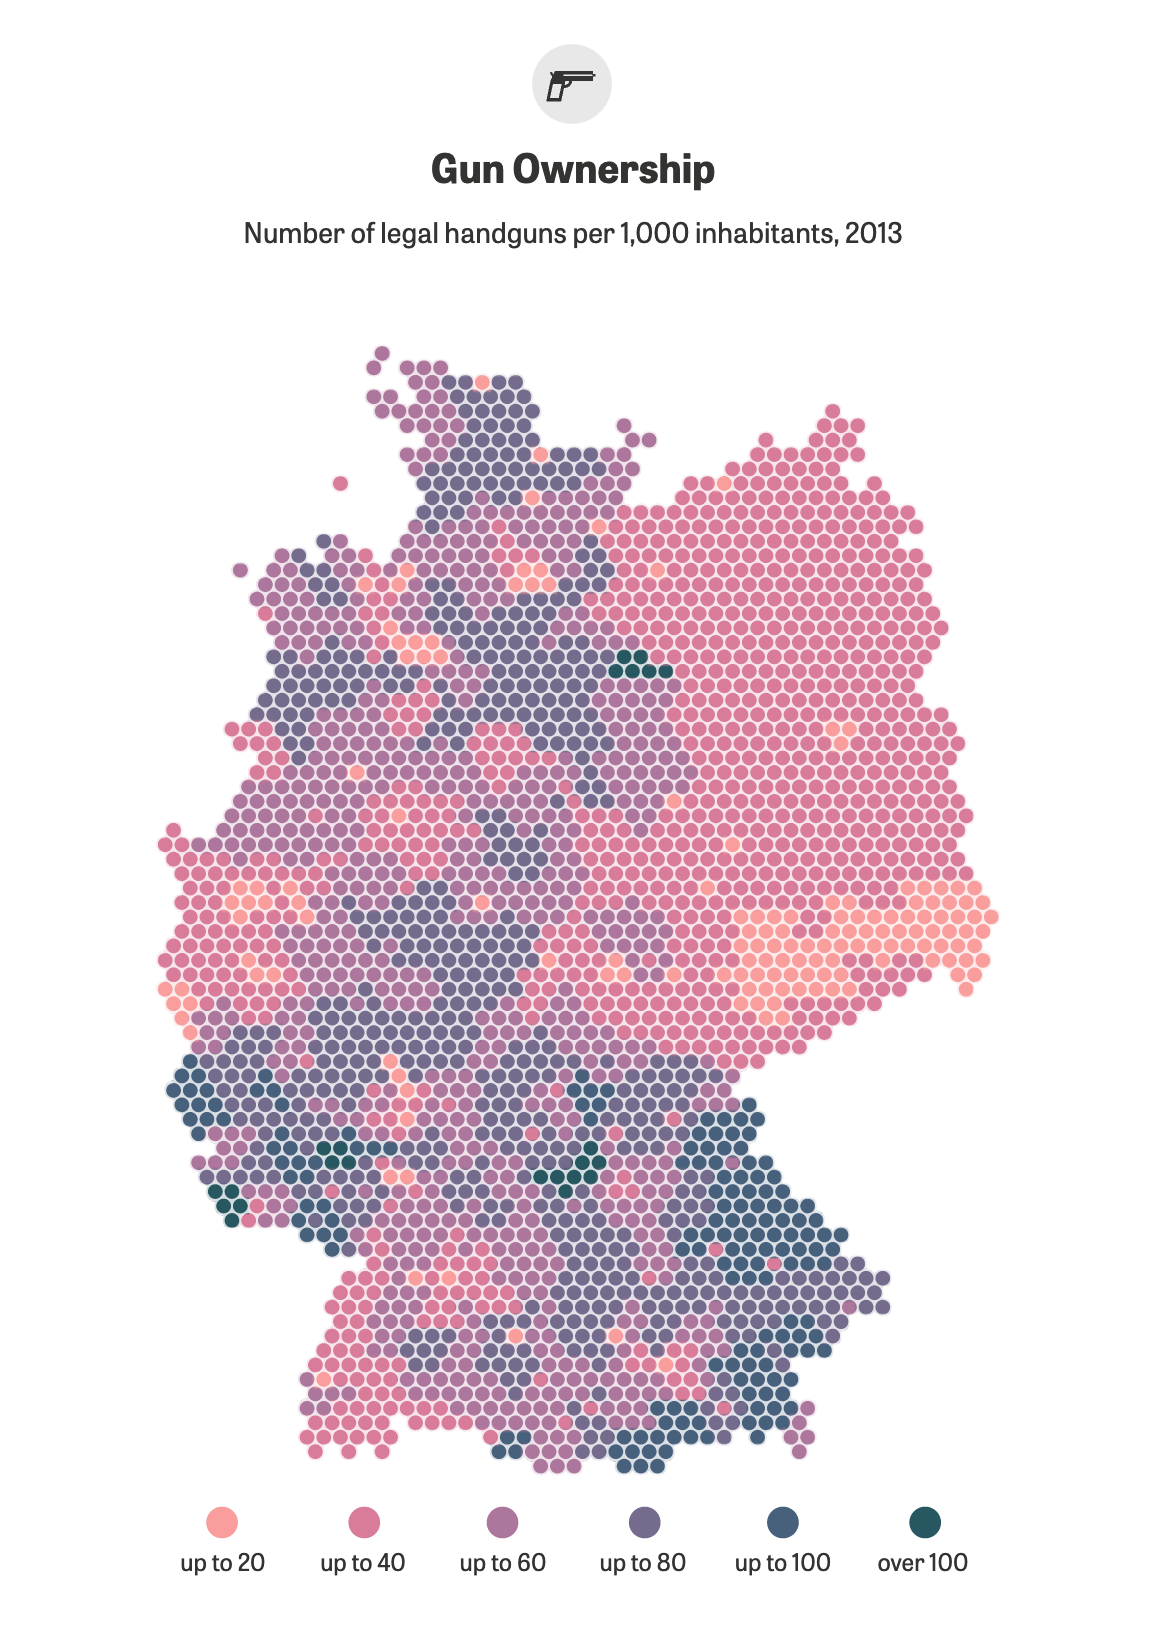 Gun Ownership
Number of legal handguns per 1,000 inhabitants, 2013
up to 20
up to 40
up to 60
up to 80
up to 100
over 100